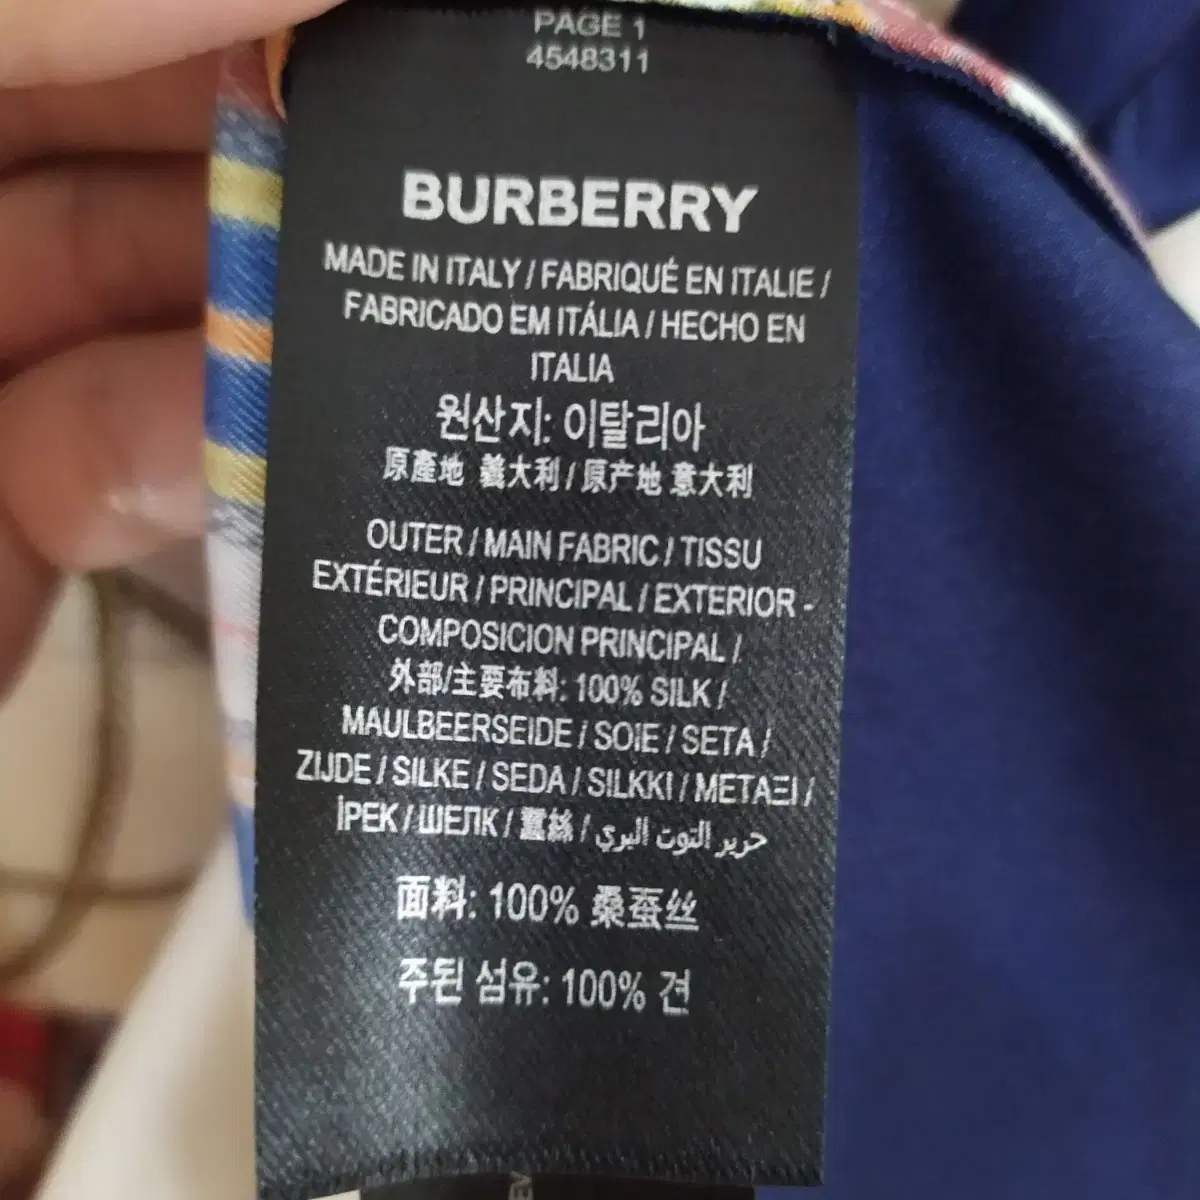 PAGE 1
4548311
BURBERRY
MADE IN ITALY / FABRIQUÉ EN ITALIE /
FABRICADO EM ITÁLIA / HECHO EN
ITALIA
원산지: 이탈리아
原產地 義大利 / 原产地 意大利
OUTER / MAIN FABRIC / TISSU
EXTÉRIEUR / PRINCIPAL / EXTERIOR -
COMPOSICION PRINCIPAL /
外部/主要布料: 100% SILK /
MAULBEERSEIDE / SOIE / SETA /
ZIJDE / SILKE / SEDA / SILKKI / ΜΕΤΑΞΙ /
İPEK / ШЕЛК / 蠶絲 / حرير التوت البري
面料: 100% 桑蚕丝
주된 섬유: 100% 견